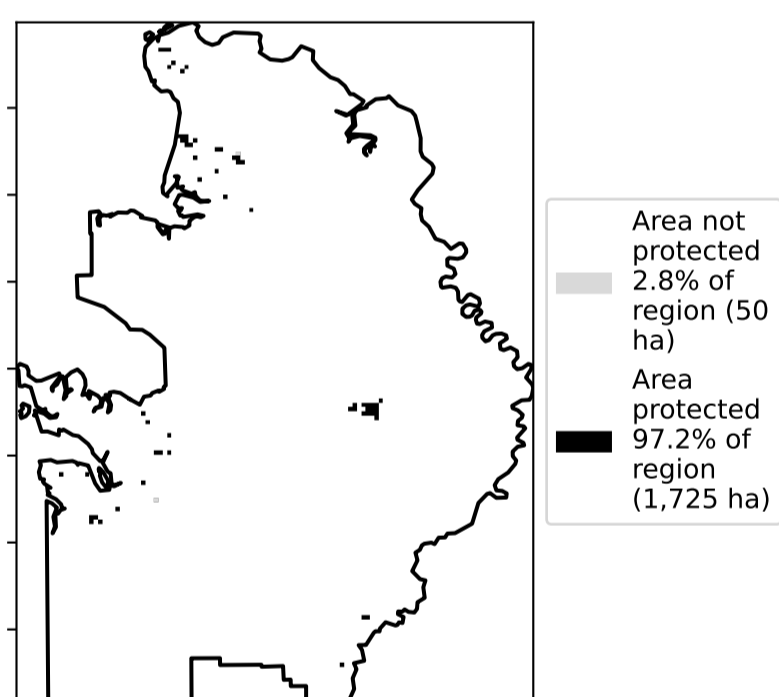 Area not
protected
2.8% of
region (50
ha)
Area
protected
97.2% of
region
(1,725 ha)